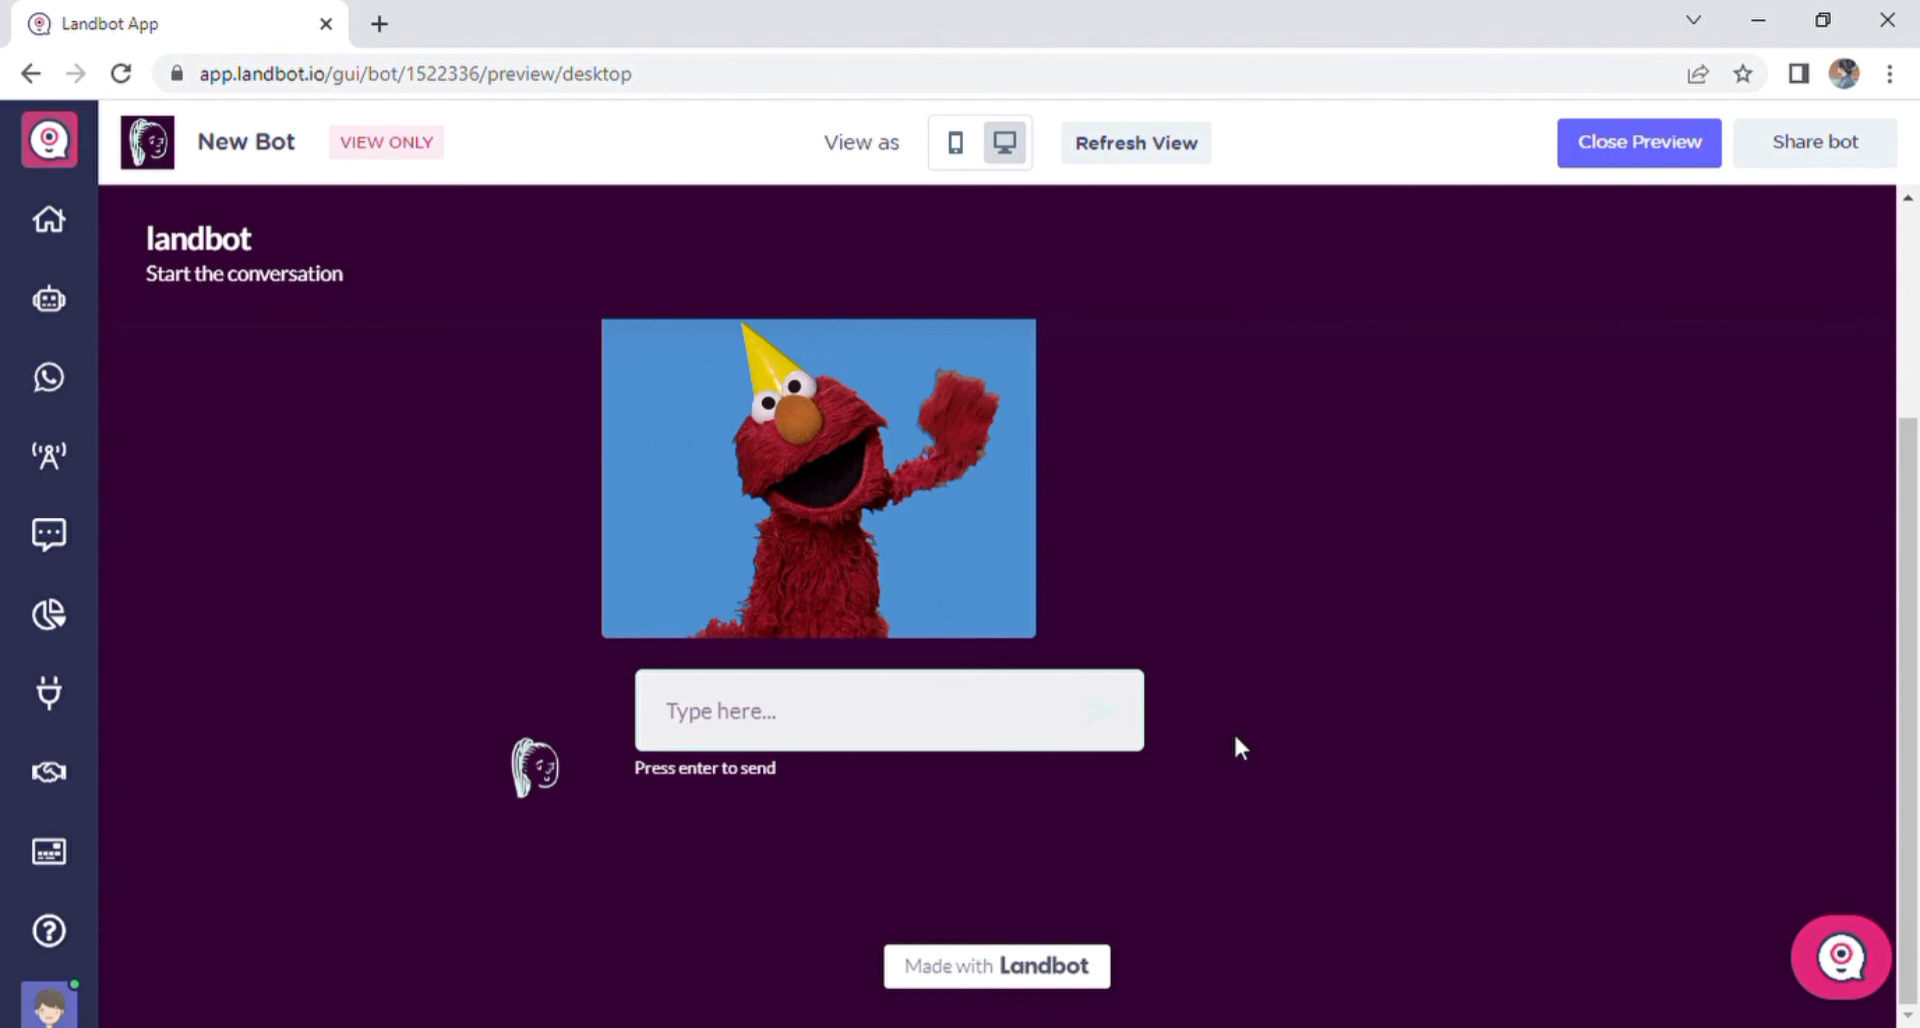 Landbot App
app.landbot.io/gui/bot/1522336/preview/desktop
New Bot
VIEW ONLY
View as
Refresh View
Close Preview
Share bot
landbot
Start the conversation
Type here...
Press enter to send
Made with Landbot